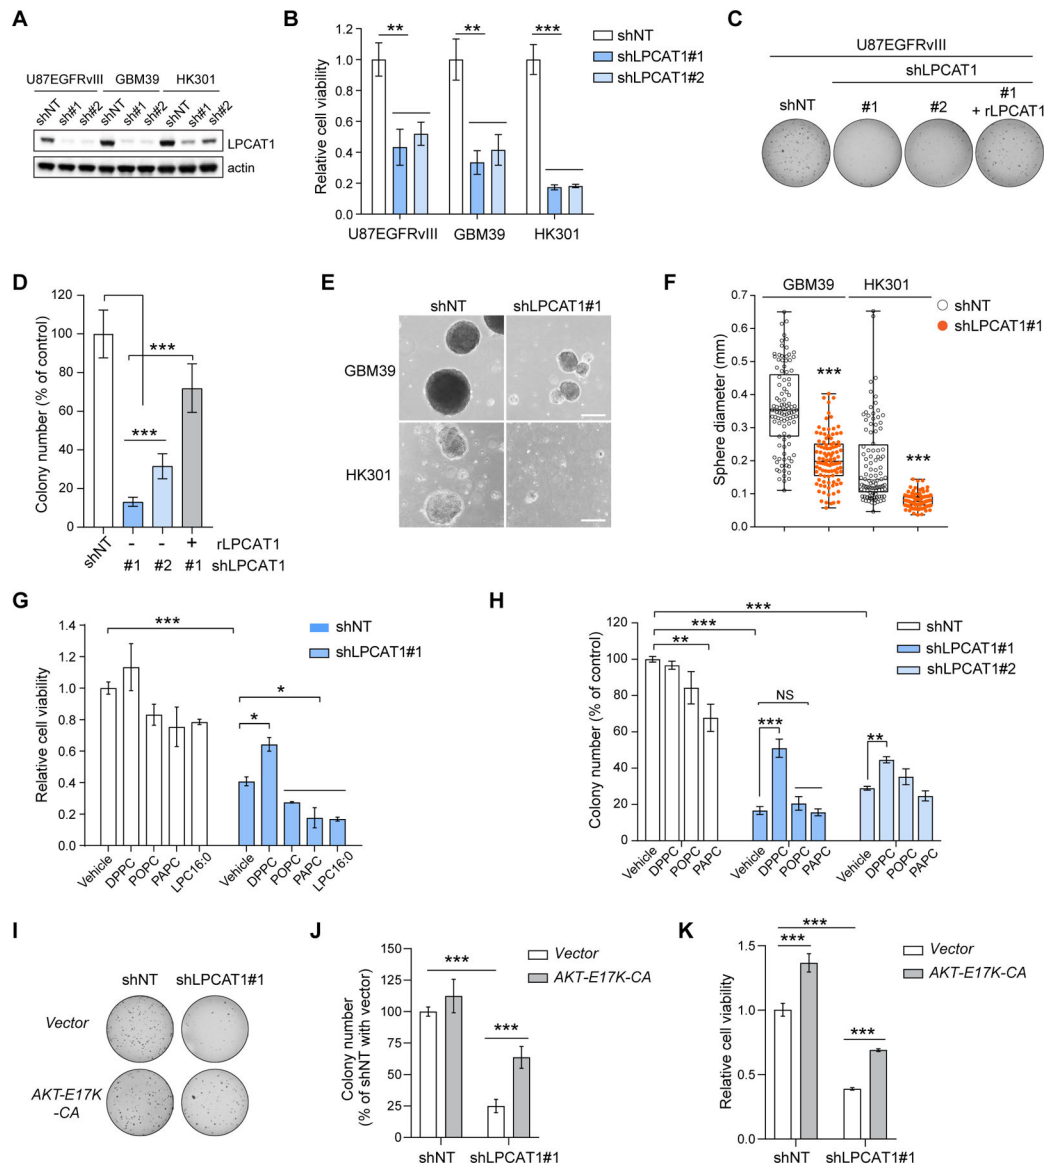 A
U87EGFRvIII GBM39 HK301
shNT sh#1 sh#2 shNT sh#1 sh#2 shNT sh#1 sh#2
LPCAT1
actin
B
Relative cell viability
1.0
0.8
0.6
0.4
0.2
0.0
** ** ***
shNT
shLPCAT1#1
shLPCAT1#2
U87EGFRvIII GBM39 HK301
C
U87EGFRvIII
shLPCAT1
shNT #1 #2 #1
+ rLPCAT1
D
Colony number (% of control)
120
100
80
60
40
20
0
***
***
shNT - - + rLPCAT1
#1 #2 #1 shLPCAT1
E
shNT shLPCAT1#1
GBM39
HK301
F
GBM39 HK301
shNT
shLPCAT1#1
Sphere diameter (mm)
0.7
0.6
0.5
0.4
0.3
0.2
0.1
0.0
***
***
G
Relative cell viability
1.4
1.2
1.0
0.8
0.6
0.4
0.2
0.0
***
*
*
shNT
shLPCAT1#1
Vehicle DPPC POPC PAPC LPC16:0 Vehicle DPPC POPC PAPC LPC16:0
H
Colony number (% of control)
120
100
80
60
40
20
0
***
***
**
NS
***
**
shNT
shLPCAT1#1
shLPCAT1#2
Vehicle DPPC POPC PAPC Vehicle DPPC POPC PAPC Vehicle DPPC POPC PAPC
I
shNT shLPCAT1#1
Vector
AKT-E17K
-CA
J
Colony number
(% of shNT with vector)
150
125
100
75
50
25
0
***
***
Vector
AKT-E17K-CA
shNT shLPCAT1#1
K
Relative cell viability
1.5
1.0
0.5
0.0
***
***
***
Vector
AKT-E17K-CA
shNT shLPCAT1#1